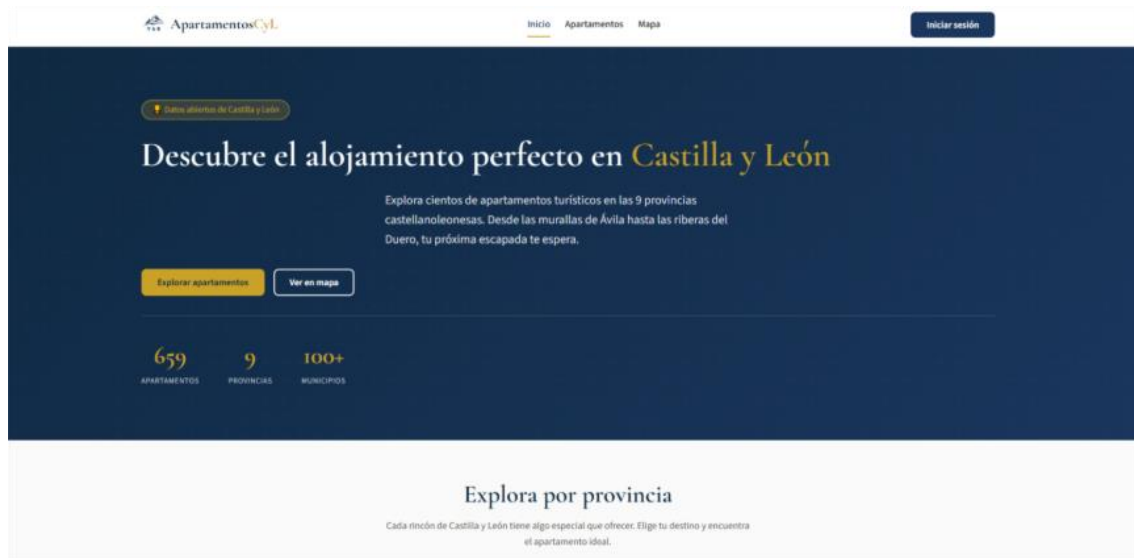 ApartamentosCyL
Inicio Apartamentos Mapa
Iniciar sesión
Datos abiertos de Castilla y León
Descubre el alojamiento perfecto en Castilla y León
Explora cientos de apartamentos turísticos en las 9 provincias
castellanoleonesas. Desde las murallas de Ávila hasta las riberas del
Duero, tu próxima escapada te espera.
Explorar apartamentos Ver en mapa
659 9 100+
APARTAMENTOS PROVINCIAS MUNICIPIOS
Explora por provincia
Cada rincón de Castilla y León tiene algo especial que ofrecer. Elige tu destino y encuentra
el apartamento ideal.